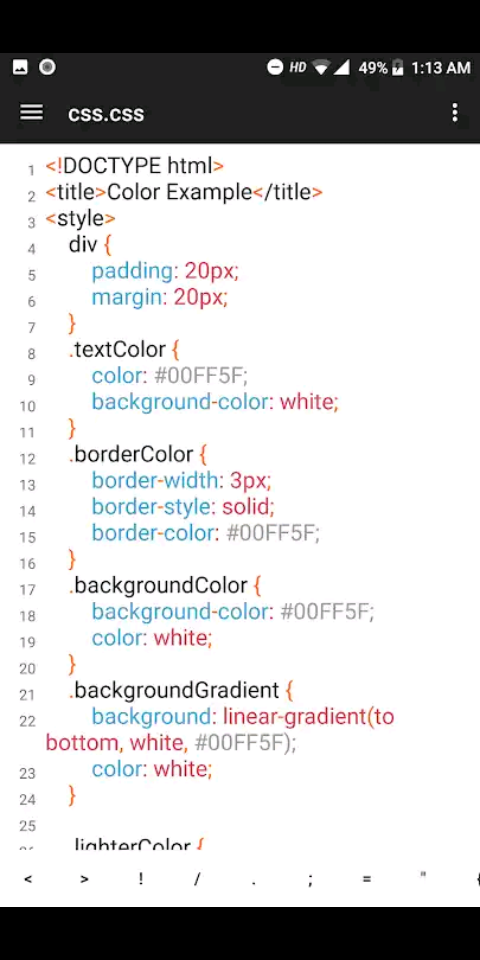 HD 49% 1:13 AM
css.css
1 <!DOCTYPE html>
2 <title>Color Example</title>
3 <style>
4 div {
5 padding: 20px;
6 margin: 20px;
7 }
8 .textColor {
9 color: #00FF5F;
10 background-color: white;
11 }
12 .borderColor {
13 border-width: 3px;
14 border-style: solid;
15 border-color: #00FF5F;
16 }
17 .backgroundColor {
18 background-color: #00FF5F;
19 color: white;
20 }
21 .backgroundGradient {
22 background: linear-gradient(to
bottom, white, #00FF5F);
23 color: white;
24 }
25
26 .lighterColor {
< > ! / . ; = " {